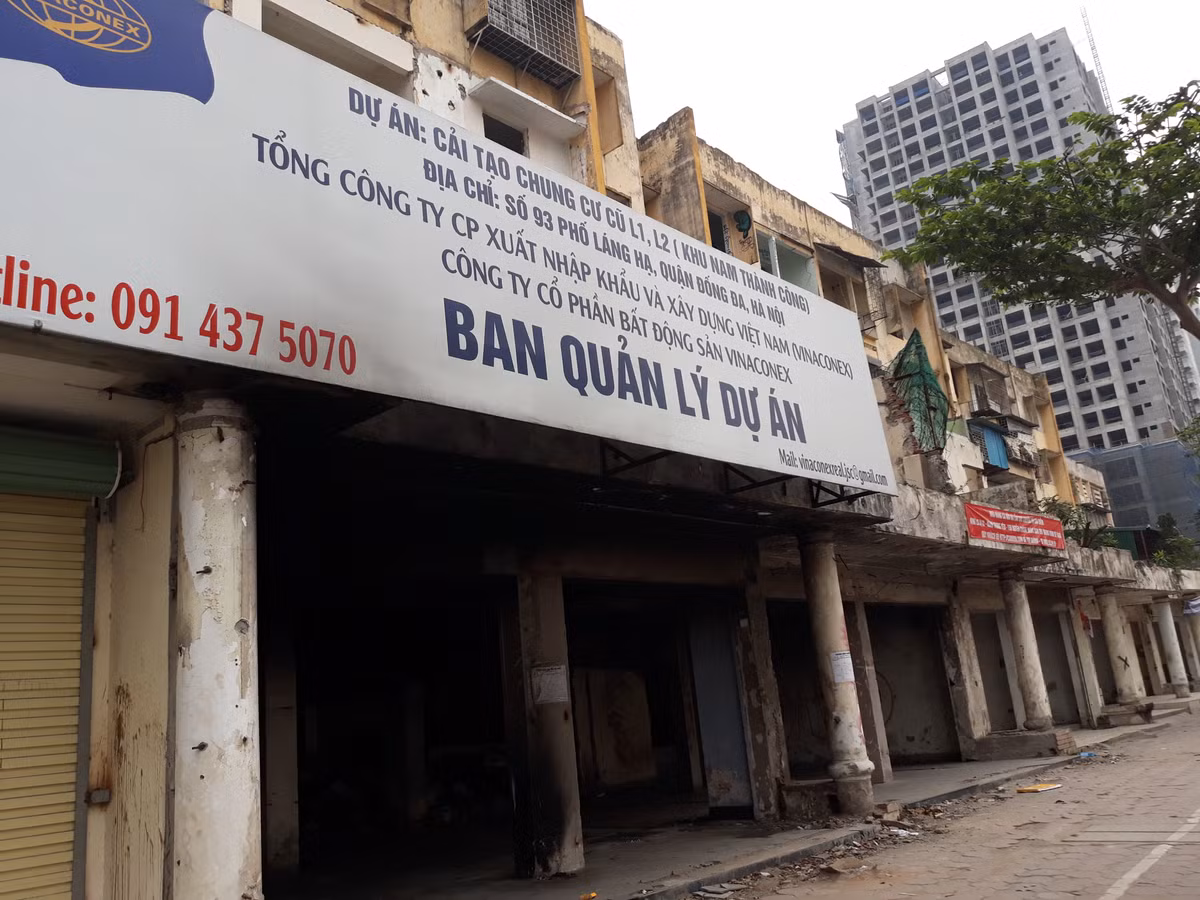 VINACONEX
DỰ ÁN: CẢI TẠO CHUNG CƯ CŨ L1, L2 ( KHU NAM THÀNH CÔNG)
ĐỊA CHỈ: SỐ 93 PHỐ LÁNG HẠ, QUẬN ĐỐNG ĐA, HÀ NỘI
TỔNG CÔNG TY CP XUẤT NHẬP KHẨU VÀ XÂY DỰNG VIỆT NAM (VINACONEX)
CÔNG TY CỔ PHẦN BẤT ĐỘNG SẢN VINACONEX
BAN QUẢN LÝ DỰ ÁN
tline: 091 437 5070
Mail: vinaconexreal.jsc@gmail.com